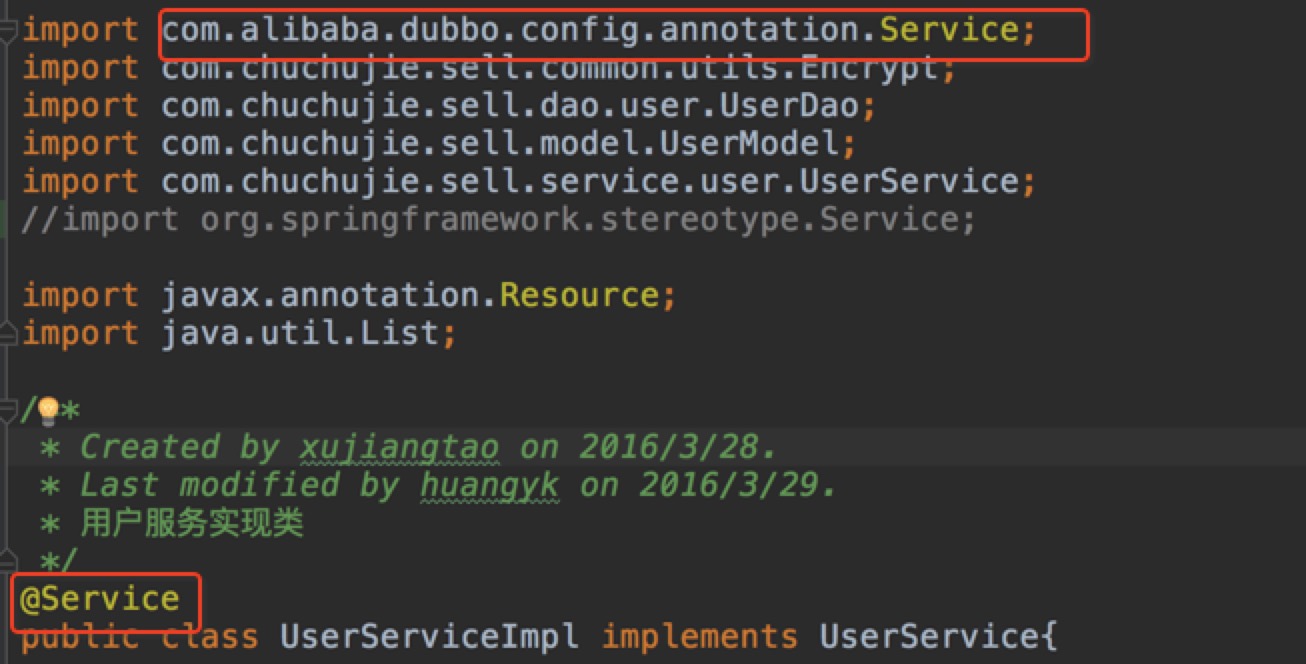 import com.alibaba.dubbo.config.annotation.Service;
import com.chuchujie.sell.common.utils.Encrypt;
import com.chuchujie.sell.dao.user.UserDao;
import com.chuchujie.sell.model.UserModel;
import com.chuchujie.sell.service.user.UserService;
//import org.springframework.stereotype.Service;
import javax.annotation.Resource;
import java.util.List;
/**
* Created by xujiangtao on 2016/3/28.
* Last modified by huangyk on 2016/3/29.
* 用户服务实现类
*/
@Service
public class UserServiceImpl implements UserService{